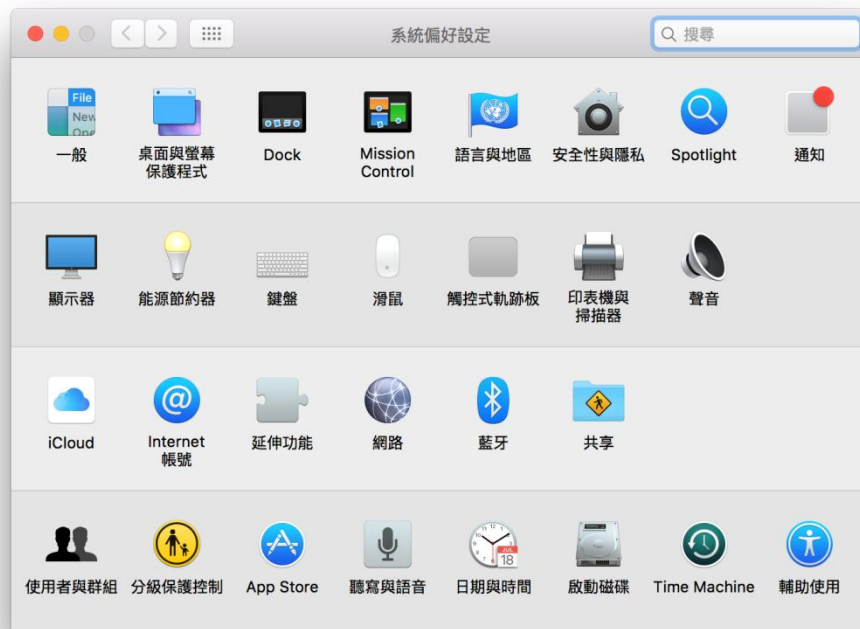 系統偏好設定
搜尋
File
New
Ope
一般
桌面與螢幕
保護程式
Dock
Mission
Control
語言與地區
安全性與隱私
Spotlight
通知
顯示器
能源節約器
鍵盤
滑鼠
觸控式軌跡板
印表機與
掃描器
聲音
iCloud
Internet
帳號
延伸功能
網路
藍牙
共享
使用者與群組
分級保護控制
App Store
聽寫與語音
JUL
18
日期與時間
啟動磁碟
Time Machine
輔助使用